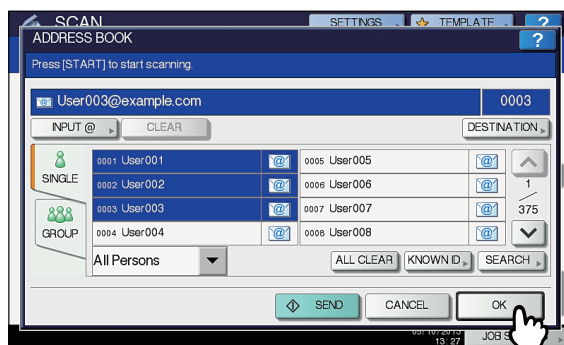 SCAN SETTINGS TEMPLATE ?
ADDRESS BOOK ?
Press [START] to start scanning.
User003@example.com 0003
INPUT @ CLEAR DESTINATION
SINGLE
0001 User001 @ 0005 User005 @
0002 User002 @ 0006 User006 @
1
0003 User003 @ 0007 User007 @
375
GROUP
0004 User004 @ 0008 User008 @
All Persons ALL CLEAR KNOWN ID SEARCH
SEND CANCEL OK
13:27 JOB S